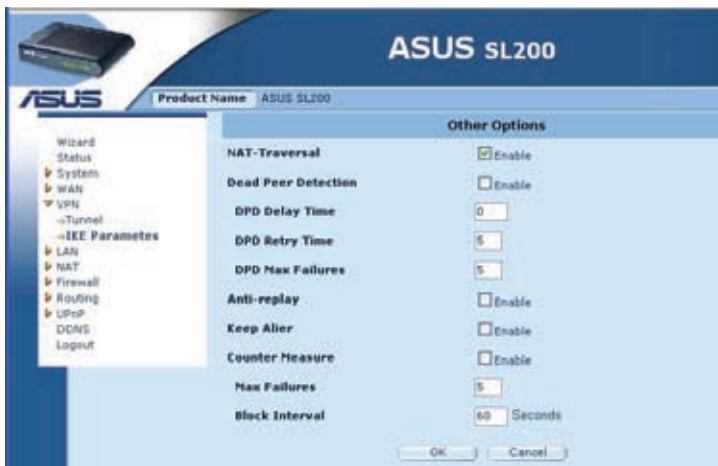 ASUS SL200
ASUS
Product Name ASUS SL200
Wizard
Status
System
WAN
VPN
Tunnel
IKE Parametes
LAN
NAT
Firewall
Routing
UPnP
DDNS
Logout
Other Options
NAT-Traversal Enable
Dead Peer Detection Enable
DPD Delay Time 0
DPD Retry Time 5
DPD Max Failures 5
Anti-replay Enable
Keep Alier Enable
Counter Measure Enable
Max Failures 5
Block Interval 60 Seconds
OK Cancel